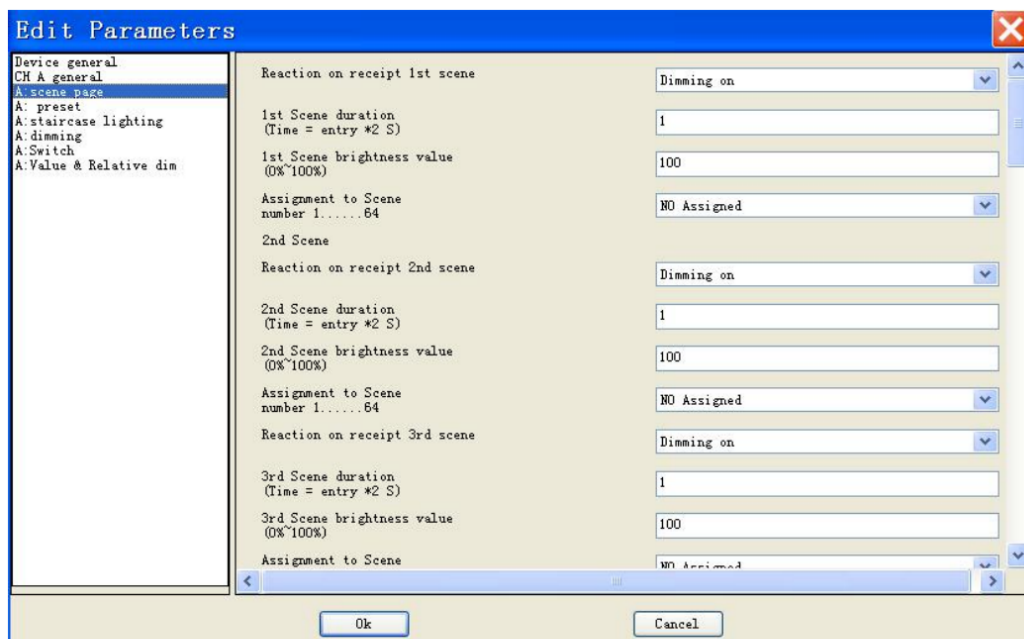 Edit Parameters
Device general
CH A general
A:scene page
A: preset
A:staircase lighting
A:dimming
A:Switch
A:Value & Relative dim
Reaction on receipt 1st scene
Dimming on
1st Scene duration
(Time = entry *2 S)
1
1st Scene brightness value
(0%~100%)
100
Assignment to Scene
number 1......64
NO Assigned
2nd Scene
Reaction on receipt 2nd scene
Dimming on
2nd Scene duration
(Time = entry *2 S)
1
2nd Scene brightness value
(0%~100%)
100
Assignment to Scene
number 1......64
NO Assigned
Reaction on receipt 3rd scene
Dimming on
3rd Scene duration
(Time = entry *2 S)
1
3rd Scene brightness value
(0%~100%)
100
Assignment to Scene
NO Assigned
Ok
Cancel